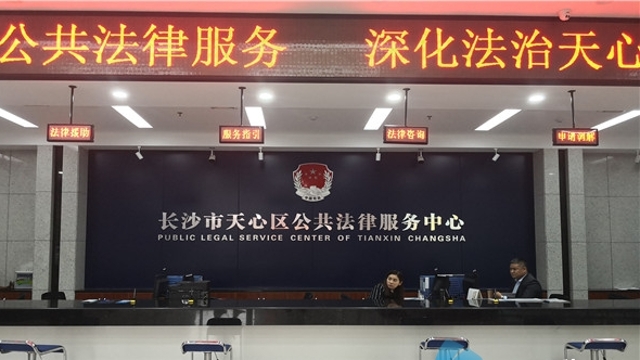 公共法律服务 深化法治天心
法律援助
服务指引
法律咨询
申请调解
长沙市天心区公共法律服务中心
PUBLIC LEGAL SERVICE CENTER OF TIANXIN CHANGSHA